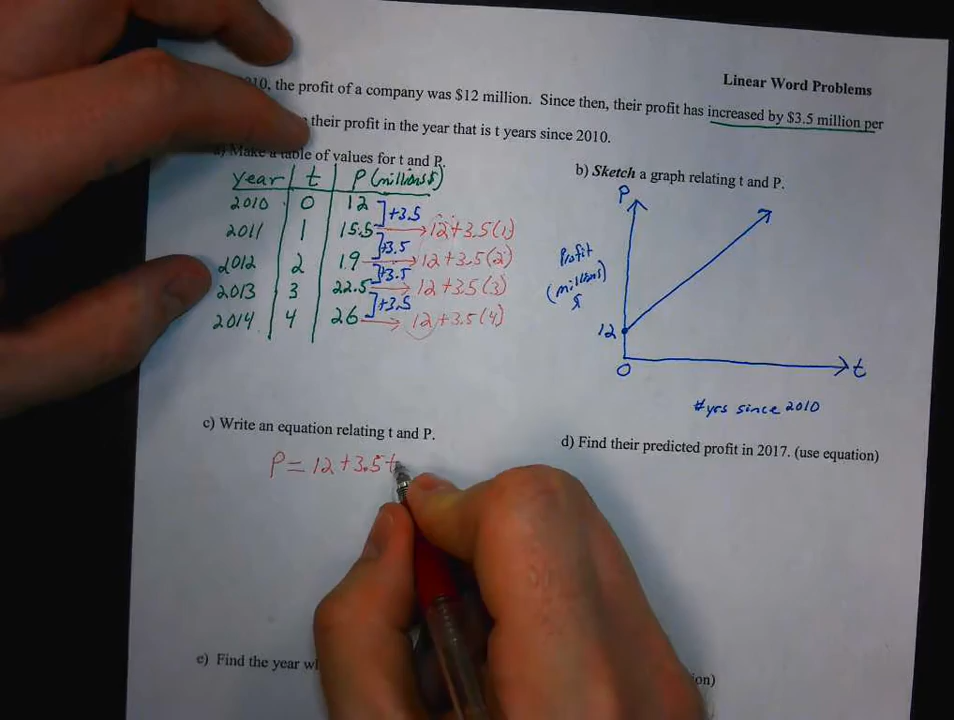 Linear Word Problems
the profit of a company was $12 million. Since then, their profit has increased by $3.5 million per
their profit in the year that is t years since 2010.
a) Make a table of values for t and P.
year t P (millions $)
2010 0 12 ]+3.5
2011 1 15.5 → 12+3.5(1)
]+3.5
2012 2 19 → 12+3.5(2)
]+3.5
2013 3 22.5 → 12+3.5(3)
]+3.5
2014 4 26 → 12+3.5(4)
b) Sketch a graph relating t and P.
P
Profit
(millions)
$
12
0 t
#yrs since 2010
c) Write an equation relating t and P.
P = 12+3.5t
d) Find their predicted profit in 2017. (use equation)
e) Find the year